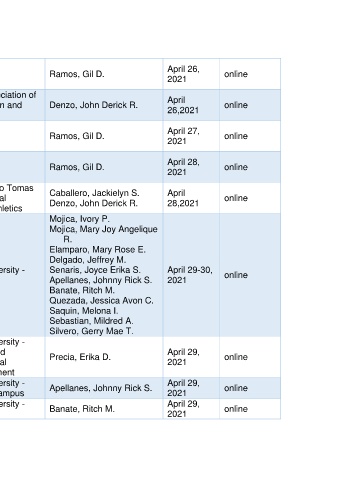 Ramos, Gil D. April 26, 2021 online
ciation of
n and
Denzo, John Derick R. April 26,2021 online
Ramos, Gil D. April 27, 2021 online
Ramos, Gil D. April 28, 2021 online
o Tomas
al
hletics
Caballero, Jackielyn S.
Denzo, John Derick R.
April 28,2021 online
ersity -
Mojica, Ivory P.
Mojica, Mary Joy Angelique
R.
Elamparo, Mary Rose E.
Delgado, Jeffrey M.
Senaris, Joyce Erika S.
Apellanes, Johnny Rick S.
Banate, Ritch M.
Quezada, Jessica Avon C.
Saquin, Melona I.
Sebastian, Mildred A.
Silvero, Gerry Mae T.
April 29-30, 2021 online
ersity -
d
al
ment
Precia, Erika D. April 29, 2021 online
ersity -
ampus
Apellanes, Johnny Rick S. April 29, 2021 online
ersity -
Banate, Ritch M. April 29, 2021 online